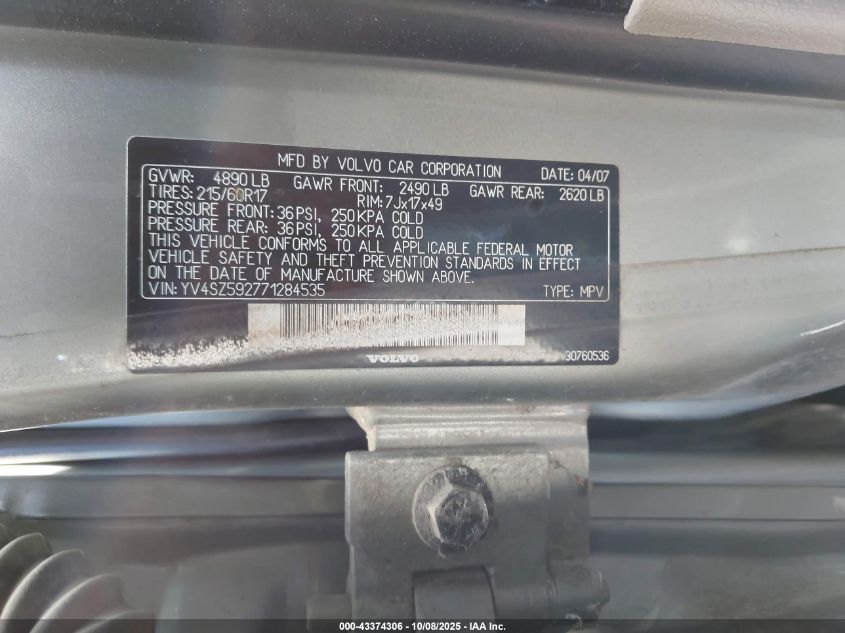 MFD BY VOLVO CAR CORPORATION DATE: 04/07
GVWR: 4890 LB GAWR FRONT: 2490 LB GAWR REAR: 2620 LB
TIRES: 215/60R17 RIM: 7Jx17x49
PRESSURE FRONT: 36 PSI, 250 KPA COLD
PRESSURE REAR: 36 PSI, 250 KPA COLD
THIS VEHICLE CONFORMS TO ALL APPLICABLE FEDERAL MOTOR
VEHICLE SAFETY AND THEFT PREVENTION STANDARDS IN EFFECT
ON THE DATE OF MANUFACTURE SHOWN ABOVE.
VIN: YV4SZ592771284535 TYPE: MPV
VOLVO 30760536
000-43374306 - 10/08/2025 - IAA Inc.